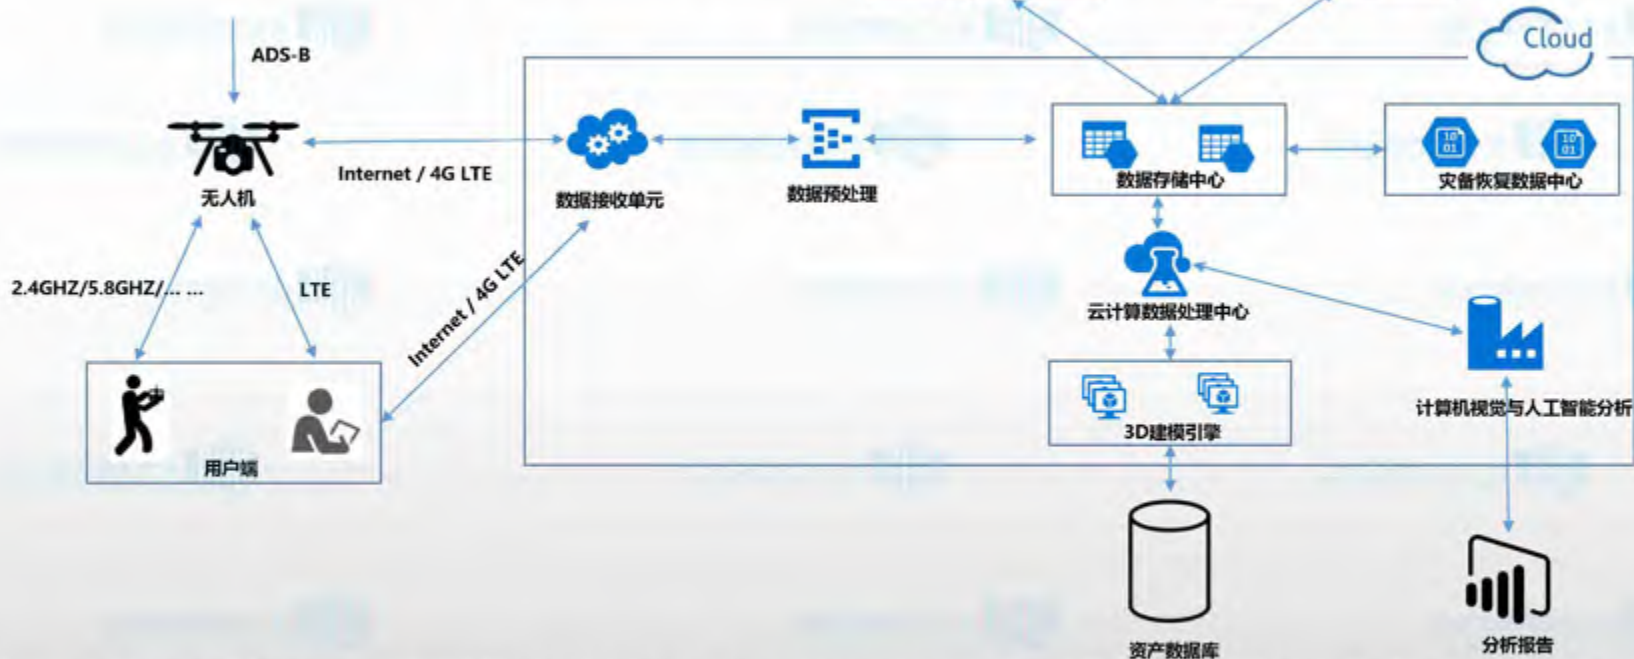 Cloud
ADS-B
Internet / 4G LTE
无人机
数据接收单元
数据预处理
数据存储中心
灾备恢复数据中心
2.4GHZ/5.8GHZ/... ...
LTE
Internet / 4G LTE
云计算数据处理中心
计算机视觉与人工智能分析
3D建模引擎
用户端
资产数据库
分析报告